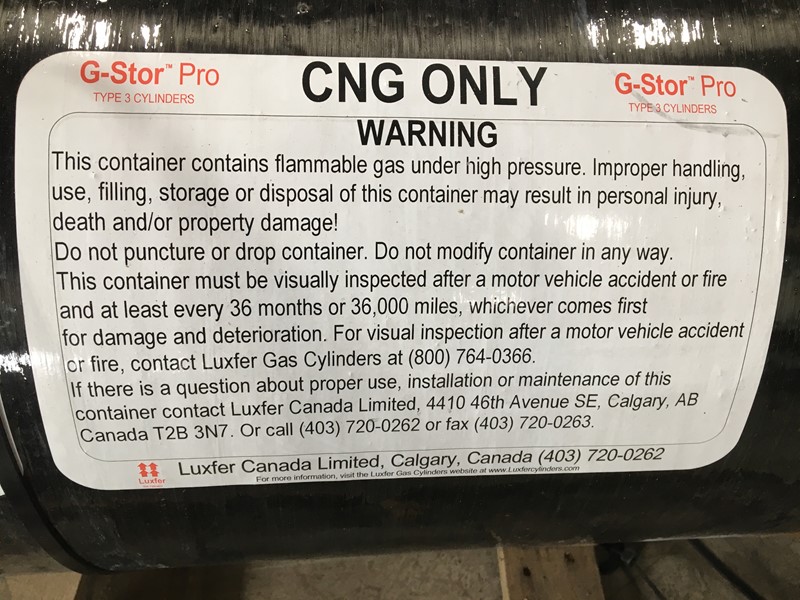 G-Stor™ Pro
TYPE 3 CYLINDERS
CNG ONLY
G-Stor™ Pro
TYPE 3 CYLINDERS
WARNING
This container contains flammable gas under high pressure. Improper handling,
use, filling, storage or disposal of this container may result in personal injury,
death and/or property damage!
Do not puncture or drop container. Do not modify container in any way.
This container must be visually inspected after a motor vehicle accident or fire
and at least every 36 months or 36,000 miles, whichever comes first
for damage and deterioration. For visual inspection after a motor vehicle accident
or fire, contact Luxfer Gas Cylinders at (800) 764-0366.
If there is a question about proper use, installation or maintenance of this
container contact Luxfer Canada Limited, 4410 46th Avenue SE, Calgary, AB
Canada T2B 3N7. Or call (403) 720-0262 or fax (403) 720-0263.
Luxfer
Luxfer Canada Limited, Calgary, Canada (403) 720-0262
For more information, visit the Luxfer Gas Cylinders website at www.Luxfercylinders.com